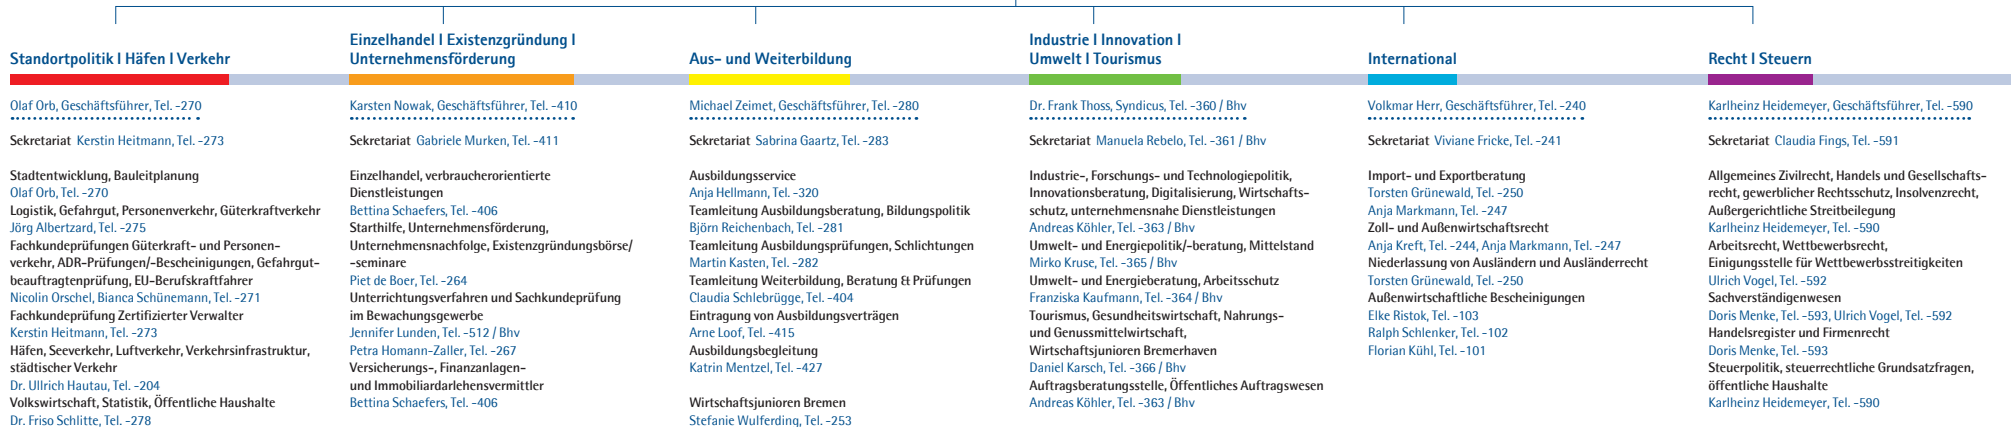 Standortpolitik I Häfen I Verkehr
Olaf Orb, Geschäftsführer, Tel. -270
Sekretariat Kerstin Heitmann, Tel. -273
Stadtentwicklung, Bauleitplanung
Olaf Orb, Tel. -270
Logistik, Gefahrgut, Personenverkehr, Güterkraftverkehr
Jörg Albertzard, Tel. -275
Fachkundeprüfungen Güterkraft- und Personen-
verkehr, ADR-Prüfungen/-Bescheinigungen, Gefahrgut-
beauftragtenprüfung, EU-Berufskraftfahrer
Nicolin Orschel, Bianca Schünemann, Tel. -271
Fachkundeprüfung Zertifizierter Verwalter
Kerstin Heitmann, Tel. -273
Häfen, Seeverkehr, Luftverkehr, Verkehrsinfrastruktur,
städtischer Verkehr
Dr. Ullrich Hautau, Tel. -204
Volkswirtschaft, Statistik, Öffentliche Haushalte
Dr. Friso Schlitte, Tel. -278
Einzelhandel I Existenzgründung I
Unternehmensförderung
Karsten Nowak, Geschäftsführer, Tel. -410
Sekretariat Gabriele Murken, Tel. -411
Einzelhandel, verbraucherorientierte
Dienstleistungen
Bettina Schaefers, Tel. -406
Starthilfe, Unternehmensförderung,
Unternehmensnachfolge, Existenzgründungsbörse/
-seminare
Piet de Boer, Tel. -264
Unterrichtungsverfahren und Sachkundeprüfung
im Bewachungsgewerbe
Jennifer Lunden, Tel. -512 / Bhv
Petra Homann-Zaller, Tel. -267
Versicherungs-, Finanzanlagen-
und Immobiliardarlehensvermittler
Bettina Schaefers, Tel. -406
Aus- und Weiterbildung
Michael Zeimet, Geschäftsführer, Tel. -280
Sekretariat Sabrina Gaartz, Tel. -283
Ausbildungsservice
Anja Hellmann, Tel. -320
Teamleitung Ausbildungsberatung, Bildungspolitik
Björn Reichenbach, Tel. -281
Teamleitung Ausbildungsprüfungen, Schlichtungen
Martin Kasten, Tel. -282
Teamleitung Weiterbildung, Beratung & Prüfungen
Claudia Schlebrügge, Tel. -404
Eintragung von Ausbildungsverträgen
Arne Loof, Tel. -415
Ausbildungsbegleitung
Katrin Mentzel, Tel. -427
Wirtschaftsjunioren Bremen
Stefanie Wulferding, Tel. -253
Industrie I Innovation I
Umwelt I Tourismus
Dr. Frank Thoss, Syndicus, Tel. -360 / Bhv
Sekretariat Manuela Rebelo, Tel. -361 / Bhv
Industrie-, Forschungs- und Technologiepolitik,
Innovationsberatung, Digitalisierung, Wirtschafts-
schutz, unternehmensnahe Dienstleistungen
Andreas Köhler, Tel. -363 / Bhv
Umwelt- und Energiepolitik/-beratung, Mittelstand
Mirko Kruse, Tel. -365 / Bhv
Umwelt- und Energieberatung, Arbeitsschutz
Franziska Kaufmann, Tel. -364 / Bhv
Tourismus, Gesundheitswirtschaft, Nahrungs-
und Genussmittelwirtschaft,
Wirtschaftsjunioren Bremerhaven
Daniel Karsch, Tel. -366 / Bhv
Auftragsberatungsstelle, Öffentliches Auftragswesen
Andreas Köhler, Tel. -363 / Bhv
International
Volkmar Herr, Geschäftsführer, Tel. -240
Sekretariat Viviane Fricke, Tel. -241
Import- und Exportberatung
Torsten Grünewald, Tel. -250
Anja Markmann, Tel. -247
Zoll- und Außenwirtschaftsrecht
Anja Kreft, Tel. -244, Anja Markmann, Tel. -247
Niederlassung von Ausländern und Ausländerrecht
Torsten Grünewald, Tel. -250
Außenwirtschaftliche Bescheinigungen
Elke Ristok, Tel. -103
Ralph Schlenker, Tel. -102
Florian Kühl, Tel. -101
Recht I Steuern
Karlheinz Heidemeyer, Geschäftsführer, Tel. -590
Sekretariat Claudia Fings, Tel. -591
Allgemeines Zivilrecht, Handels und Gesellschafts-
recht, gewerblicher Rechtsschutz, Insolvenzrecht,
Außergerichtliche Streitbeilegung
Karlheinz Heidemeyer, Tel. -590
Arbeitsrecht, Wettbewerbsrecht,
Einigungsstelle für Wettbewerbsstreitigkeiten
Ulrich Vogel, Tel. -592
Sachverständigenwesen
Doris Menke, Tel. -593, Ulrich Vogel, Tel. -592
Handelsregister und Firmenrecht
Doris Menke, Tel. -593
Steuerpolitik, steuerrechtliche Grundsatzfragen,
öffentliche Haushalte
Karlheinz Heidemeyer, Tel. -590